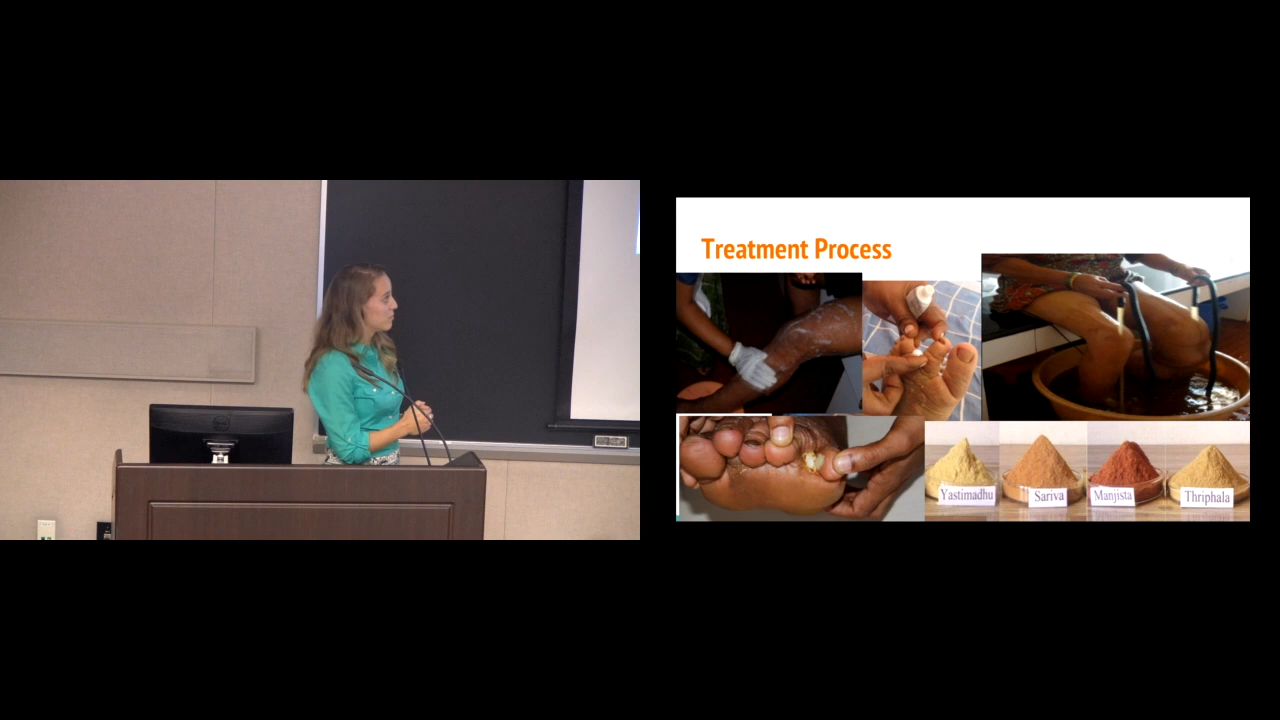 Treatment Process
Yastimadhu
Sariva
Manjista
Thriphala